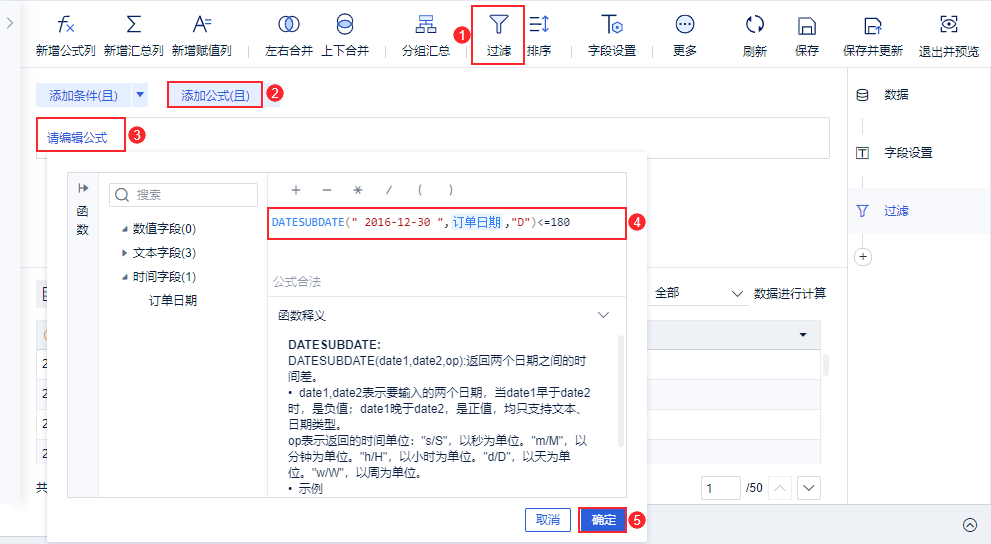 新增公式列 新增汇总列 新增赋值列 左右合并 上下合并 分组汇总 1 过滤 排序 字段设置 更多 刷新 保存 保存并更新 退出并预览
添加条件(且) 添加公式(且) 2
请编辑公式 3
数据
字段设置
过滤
函数
搜索
数值字段(0)
文本字段(3)
时间字段(1)
订单日期
+ − * / ( )
DATESUBDATE(" 2016-12-30 ",订单日期,"D")<=180 4
公式合法
函数释义
DATESUBDATE:
DATESUBDATE(date1,date2,op):返回两个日期之间的时
间差。
• date1,date2表示要输入的两个日期，当date1早于date2
时，是负值；date1晚于date2，是正值，均只支持文本、
日期类型。
op表示返回的时间单位："s/S"，以秒为单位。"m/M"，以
分钟为单位。"h/H"，以小时为单位。"d/D"，以天为单
位。"w/W"，以周为单位。
• 示例
取消 确定 5
全部 数据进行计算
2
2
2
2
共
1 /50